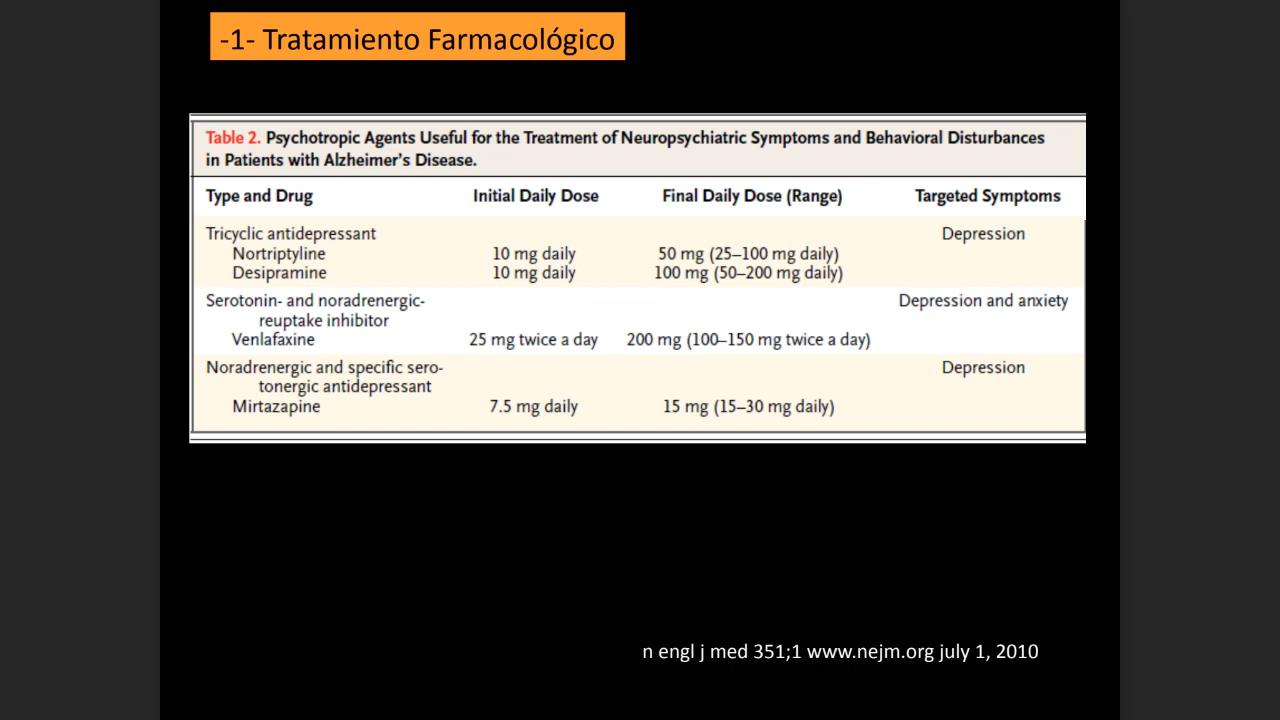 -1- Tratamiento Farmacológico
Table 2. Psychotropic Agents Useful for the Treatment of Neuropsychiatric Symptoms and Behavioral Disturbances
in Patients with Alzheimer's Disease.
Type and Drug Initial Daily Dose Final Daily Dose (Range) Targeted Symptoms
Tricyclic antidepressant Depression
Nortriptyline 10 mg daily 50 mg (25–100 mg daily)
Desipramine 10 mg daily 100 mg (50–200 mg daily)
Serotonin- and noradrenergic- Depression and anxiety
reuptake inhibitor
Venlafaxine 25 mg twice a day 200 mg (100–150 mg twice a day)
Noradrenergic and specific sero- Depression
tonergic antidepressant
Mirtazapine 7.5 mg daily 15 mg (15–30 mg daily)
n engl j med 351;1 www.nejm.org july 1, 2010